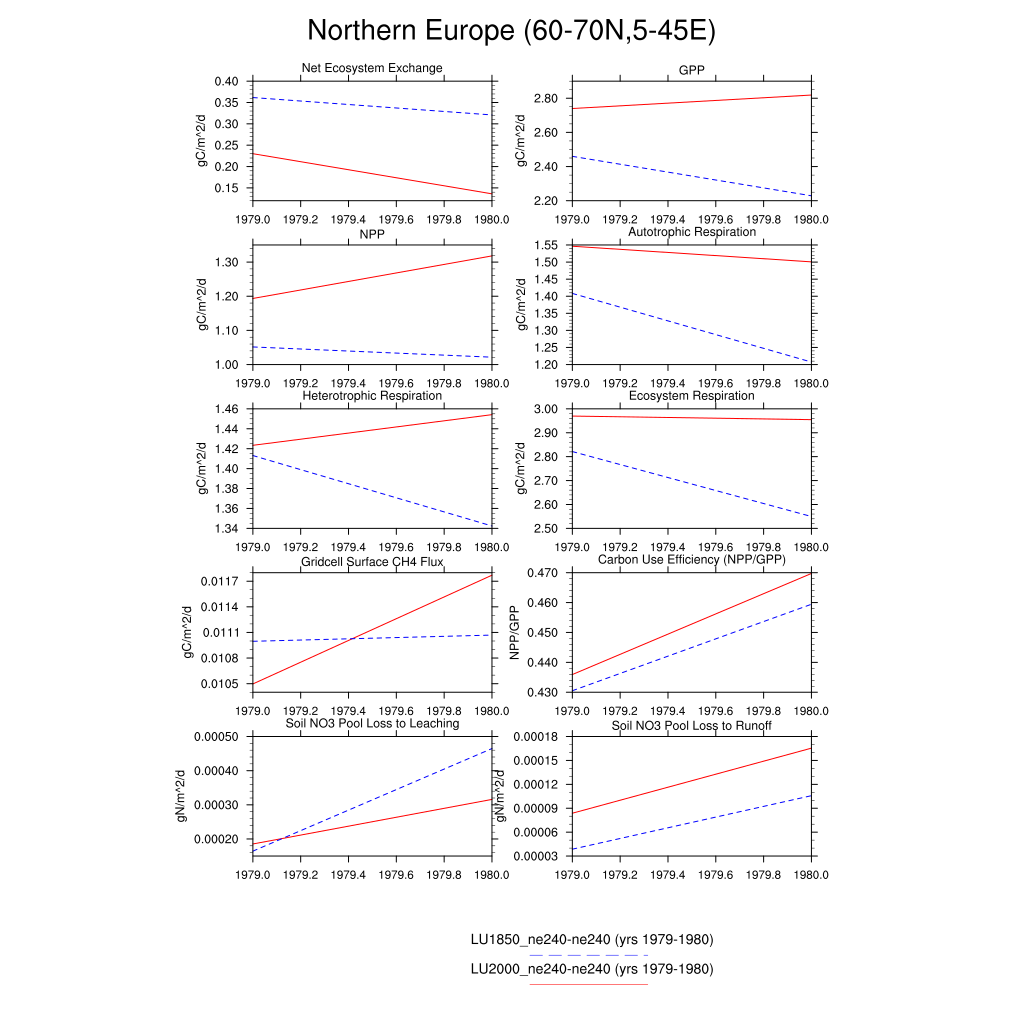 Northern Europe (60-70N,5-45E)
Net Ecosystem Exchange
gC/m^2/d
0.40
0.35
0.30
0.25
0.20
0.15
1979.0 1979.2 1979.4 1979.6 1979.8 1980.0
GPP
gC/m^2/d
2.80
2.60
2.40
2.20
1979.0 1979.2 1979.4 1979.6 1979.8 1980.0
NPP
gC/m^2/d
1.30
1.20
1.10
1.00
1979.0 1979.2 1979.4 1979.6 1979.8 1980.0
Autotrophic Respiration
gC/m^2/d
1.55
1.50
1.45
1.40
1.35
1.30
1.25
1.20
1979.0 1979.2 1979.4 1979.6 1979.8 1980.0
Heterotrophic Respiration
gC/m^2/d
1.46
1.44
1.42
1.40
1.38
1.36
1.34
1979.0 1979.2 1979.4 1979.6 1979.8 1980.0
Ecosystem Respiration
gC/m^2/d
3.00
2.90
2.80
2.70
2.60
2.50
1979.0 1979.2 1979.4 1979.6 1979.8 1980.0
Gridcell Surface CH4 Flux
gC/m^2/d
0.0117
0.0114
0.0111
0.0108
0.0105
1979.0 1979.2 1979.4 1979.6 1979.8 1980.0
Carbon Use Efficiency (NPP/GPP)
NPP/GPP
0.470
0.460
0.450
0.440
0.430
1979.0 1979.2 1979.4 1979.6 1979.8 1980.0
Soil NO3 Pool Loss to Leaching
gN/m^2/d
0.00050
0.00040
0.00030
0.00020
1979.0 1979.2 1979.4 1979.6 1979.8 1980.0
Soil NO3 Pool Loss to Runoff
gN/m^2/d
0.00018
0.00015
0.00012
0.00009
0.00006
0.00003
1979.0 1979.2 1979.4 1979.6 1979.8 1980.0
LU1850_ne240-ne240 (yrs 1979-1980)
LU2000_ne240-ne240 (yrs 1979-1980)